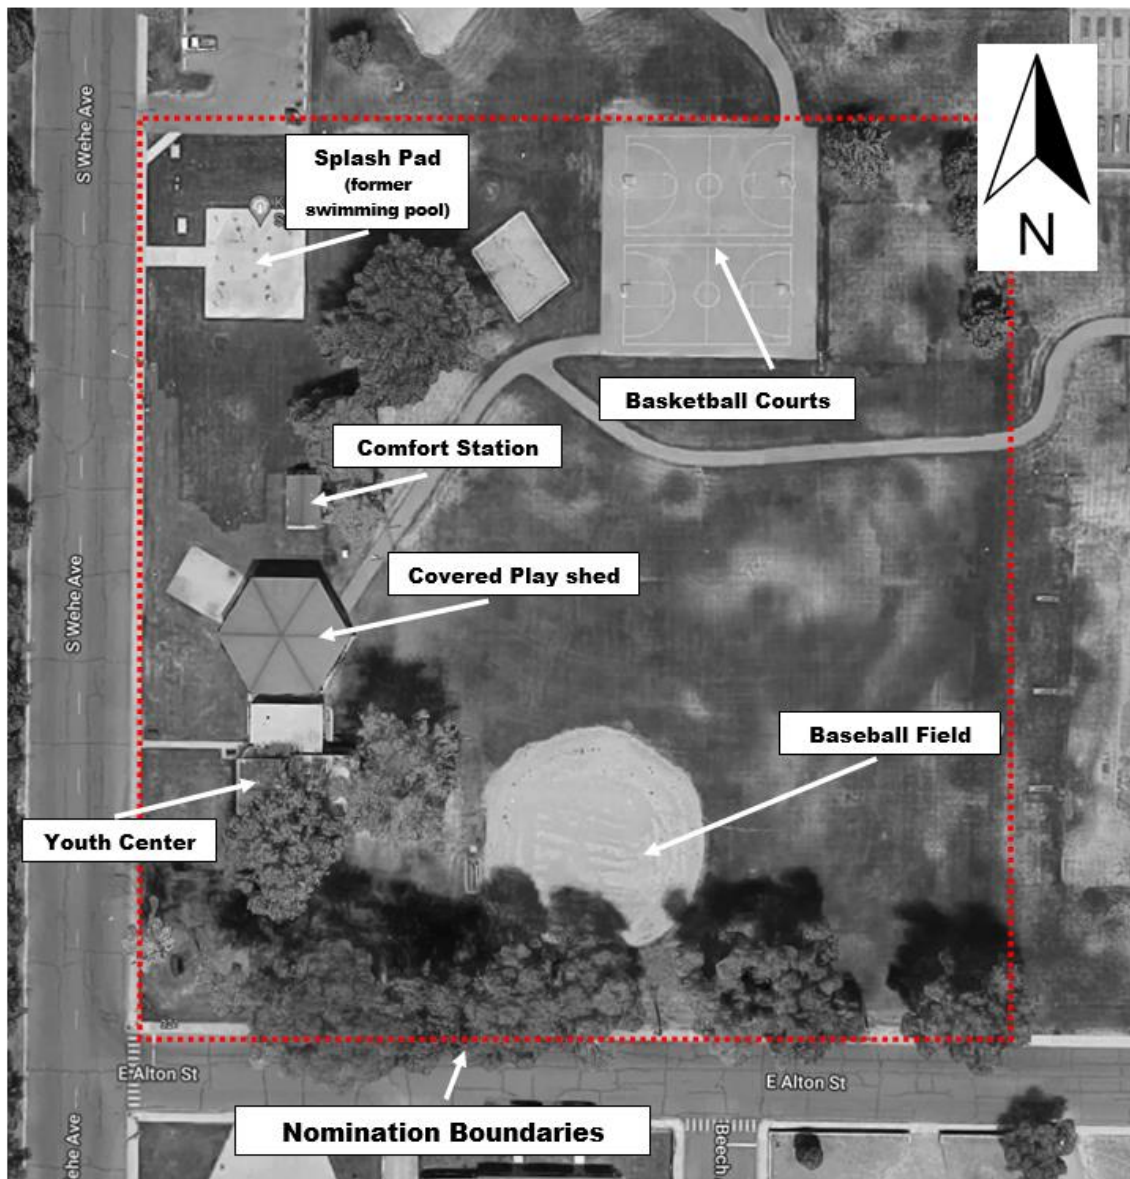 S Wehe Ave
Splash Pad
(former
swimming pool)
N
Basketball Courts
Comfort Station
S Wehe Ave
Covered Play shed
Baseball Field
Youth Center
E Alton St
E Alton St
Nomination Boundaries
Wehe Ave
Beech